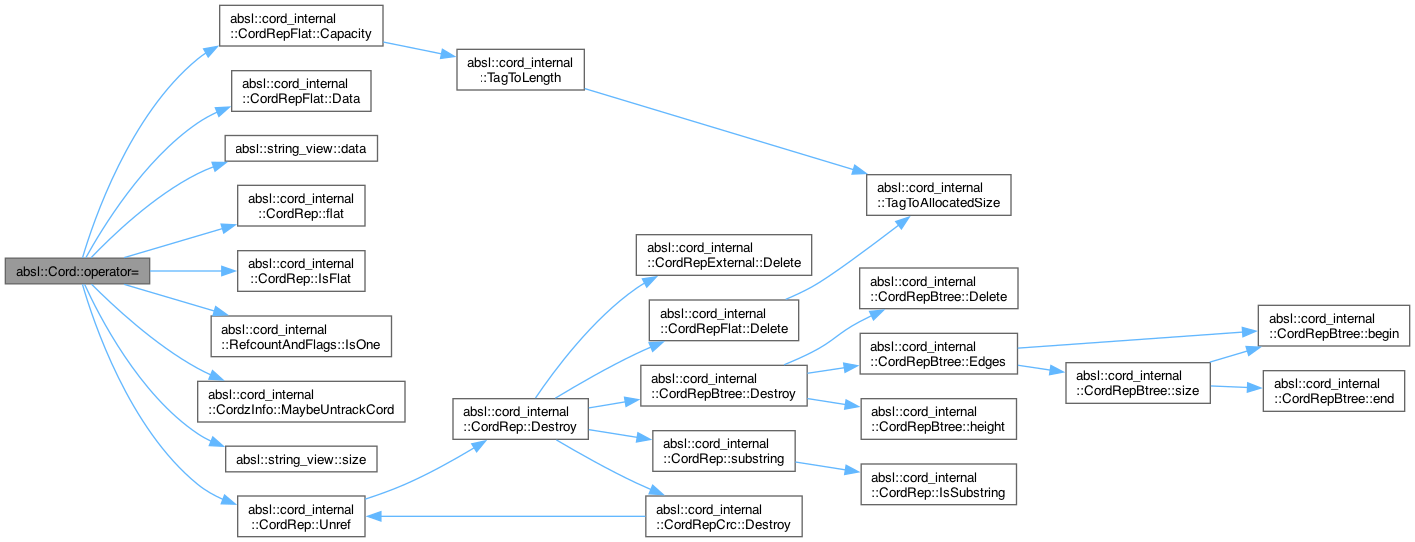 absl::Cord::operator=
absl::cord_internal
::CordRepFlat::Capacity
absl::cord_internal
::CordRepFlat::Data
absl::string_view::data
absl::cord_internal
::CordRep::flat
absl::cord_internal
::CordRep::IsFlat
absl::cord_internal
::RefcountAndFlags::IsOne
absl::cord_internal
::CordzInfo::MaybeUntrackCord
absl::string_view::size
absl::cord_internal
::CordRep::Unref
absl::cord_internal
::TagToLength
absl::cord_internal
::CordRep::Destroy
absl::cord_internal
::CordRepExternal::Delete
absl::cord_internal
::CordRepFlat::Delete
absl::cord_internal
::CordRepBtree::Destroy
absl::cord_internal
::CordRep::substring
absl::cord_internal
::CordRepCrc::Destroy
absl::cord_internal
::TagToAllocatedSize
absl::cord_internal
::CordRepBtree::Delete
absl::cord_internal
::CordRepBtree::Edges
absl::cord_internal
::CordRepBtree::height
absl::cord_internal
::CordRep::IsSubstring
absl::cord_internal
::CordRepBtree::size
absl::cord_internal
::CordRepBtree::begin
absl::cord_internal
::CordRepBtree::end